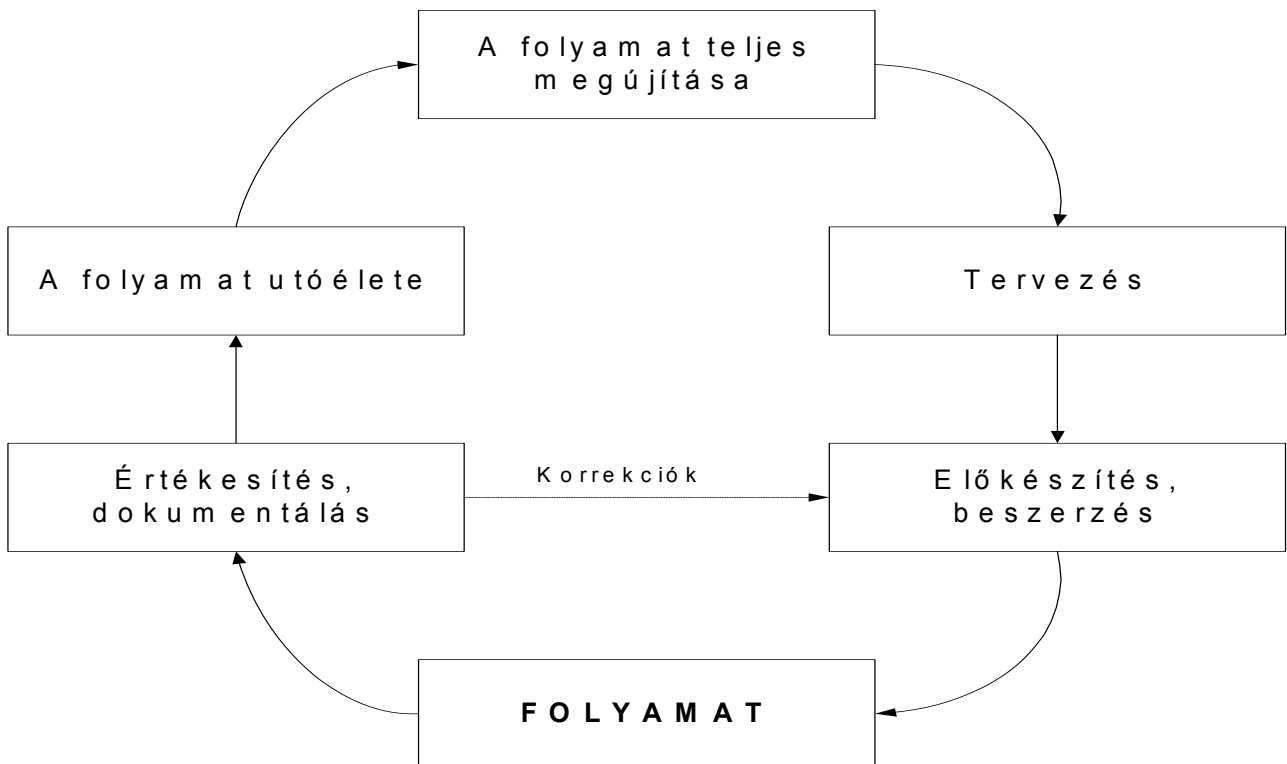 A folyamat teljes
megújítása
A folyamat utóélete
Tervezés
Értékesítés,
dokumentálás
Korrekciók
Előkészítés,
beszerzés
FOLYAMAT